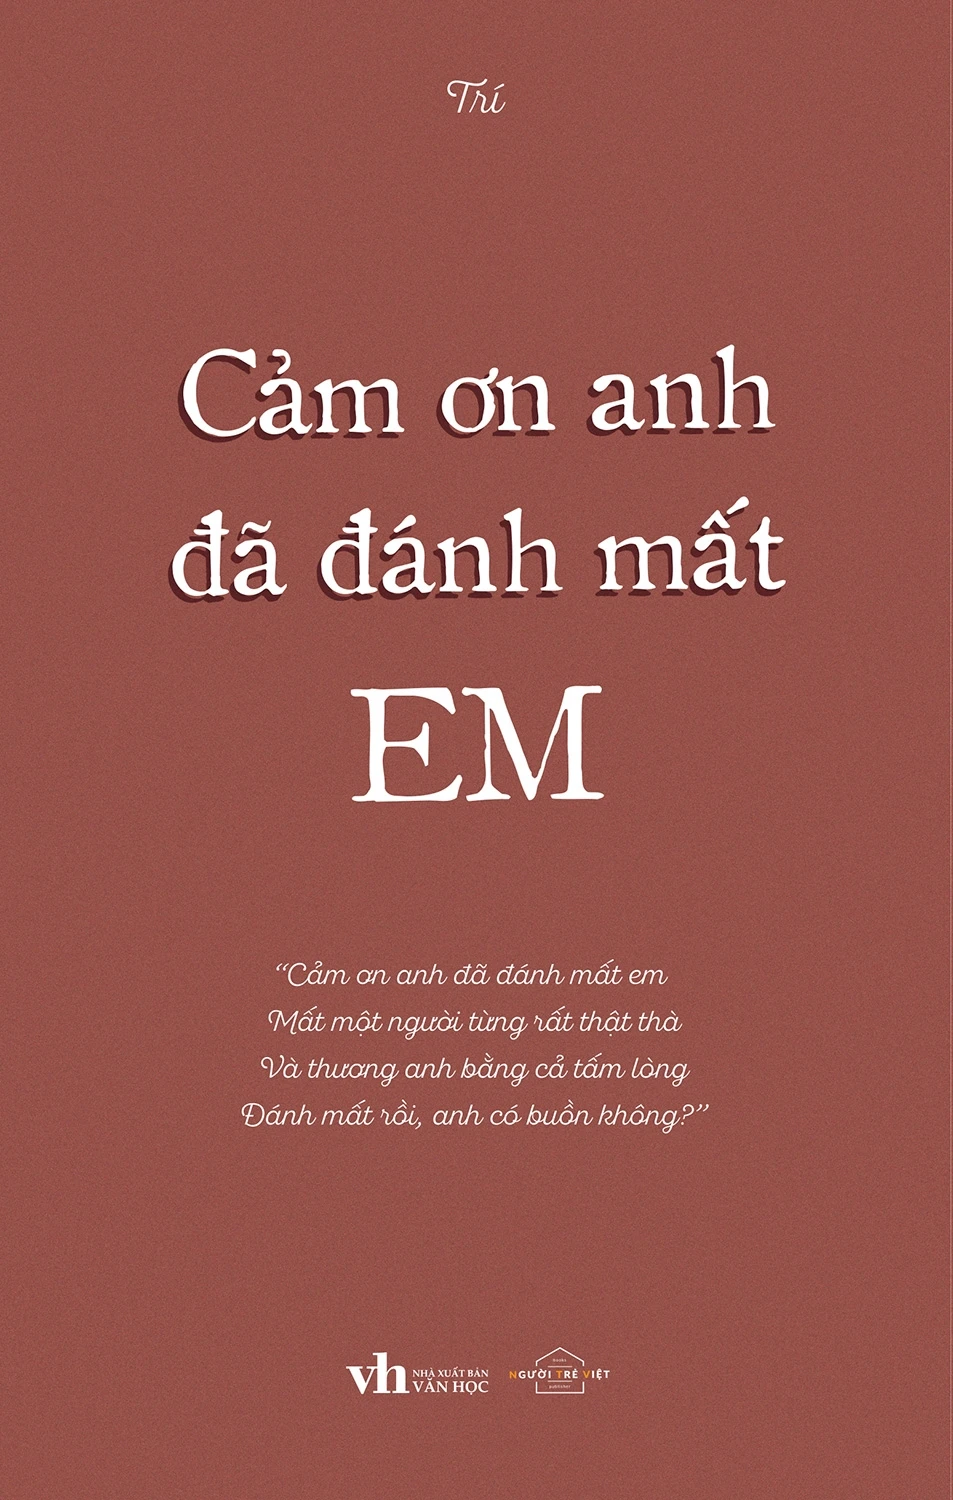 Trí
Cảm ơn anh
đã đánh mất
EM
“Cảm ơn anh đã đánh mất em
Mất một người từng rất thật thà
Và thương anh bằng cả tấm lòng
Đánh mất rồi, anh có buồn không?”
vh NHÀ XUẤT BẢN
VĂN HỌC
books
NGƯỜI TRẺ VIỆT
publisher